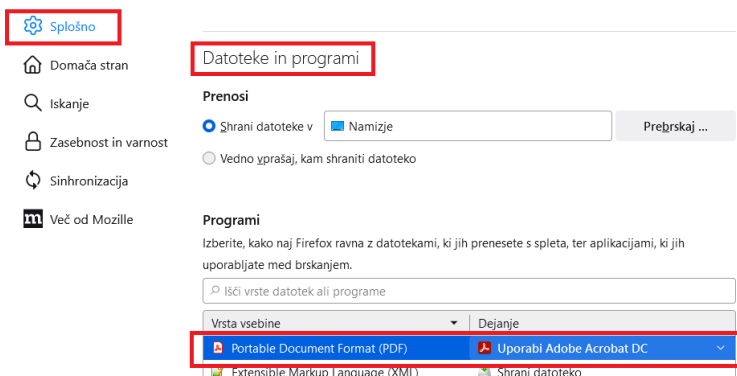 Splošno
Domača stran
Iskanje
Zasebnost in varnost
Sinhronizacija
m Več od Mozille
Datoteke in programi
Prenosi
Shrani datoteke v Namizje Prebrskaj ...
Vedno vprašaj, kam shraniti datoteko
Programi
Izberite, kako naj Firefox ravna z datotekami, ki jih prenesete s spleta, ter aplikacijami, ki jih
uporabljate med brskanjem.
Išči vrste datotek ali programe
Vrsta vsebine Dejanje
Portable Document Format (PDF) Uporabi Adobe Acrobat DC
Extensible Markup Language (XML) Shrani datoteko